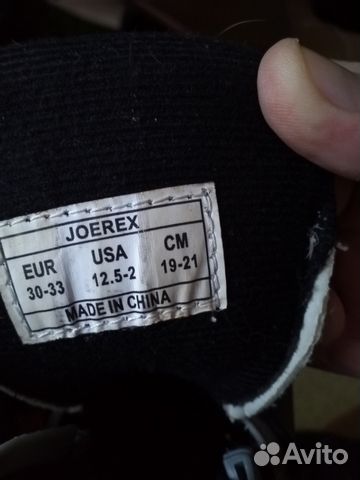 JOEREX
EUR USA CM
30-33 12.5-2 19-21
MADE IN CHINA
Avito